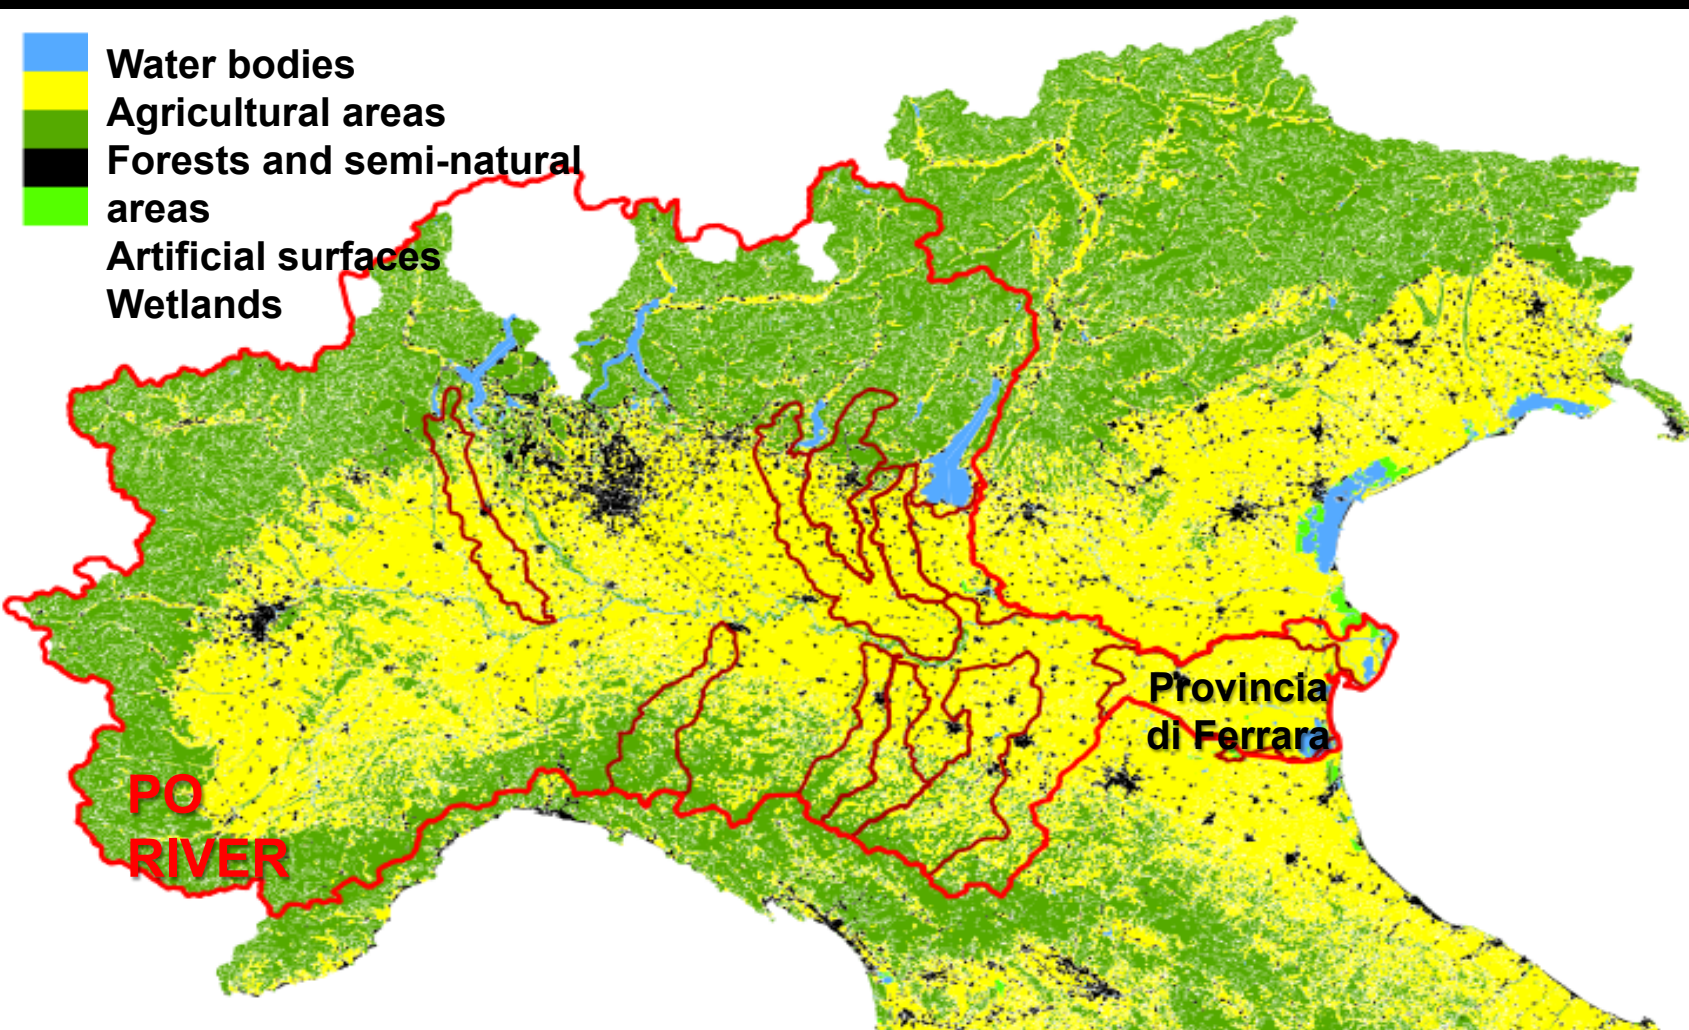 Water bodies
Agricultural areas
Forests and semi-natural
areas
Artificial surfaces
Wetlands
Provincia
di Ferrara
PO
RIVER